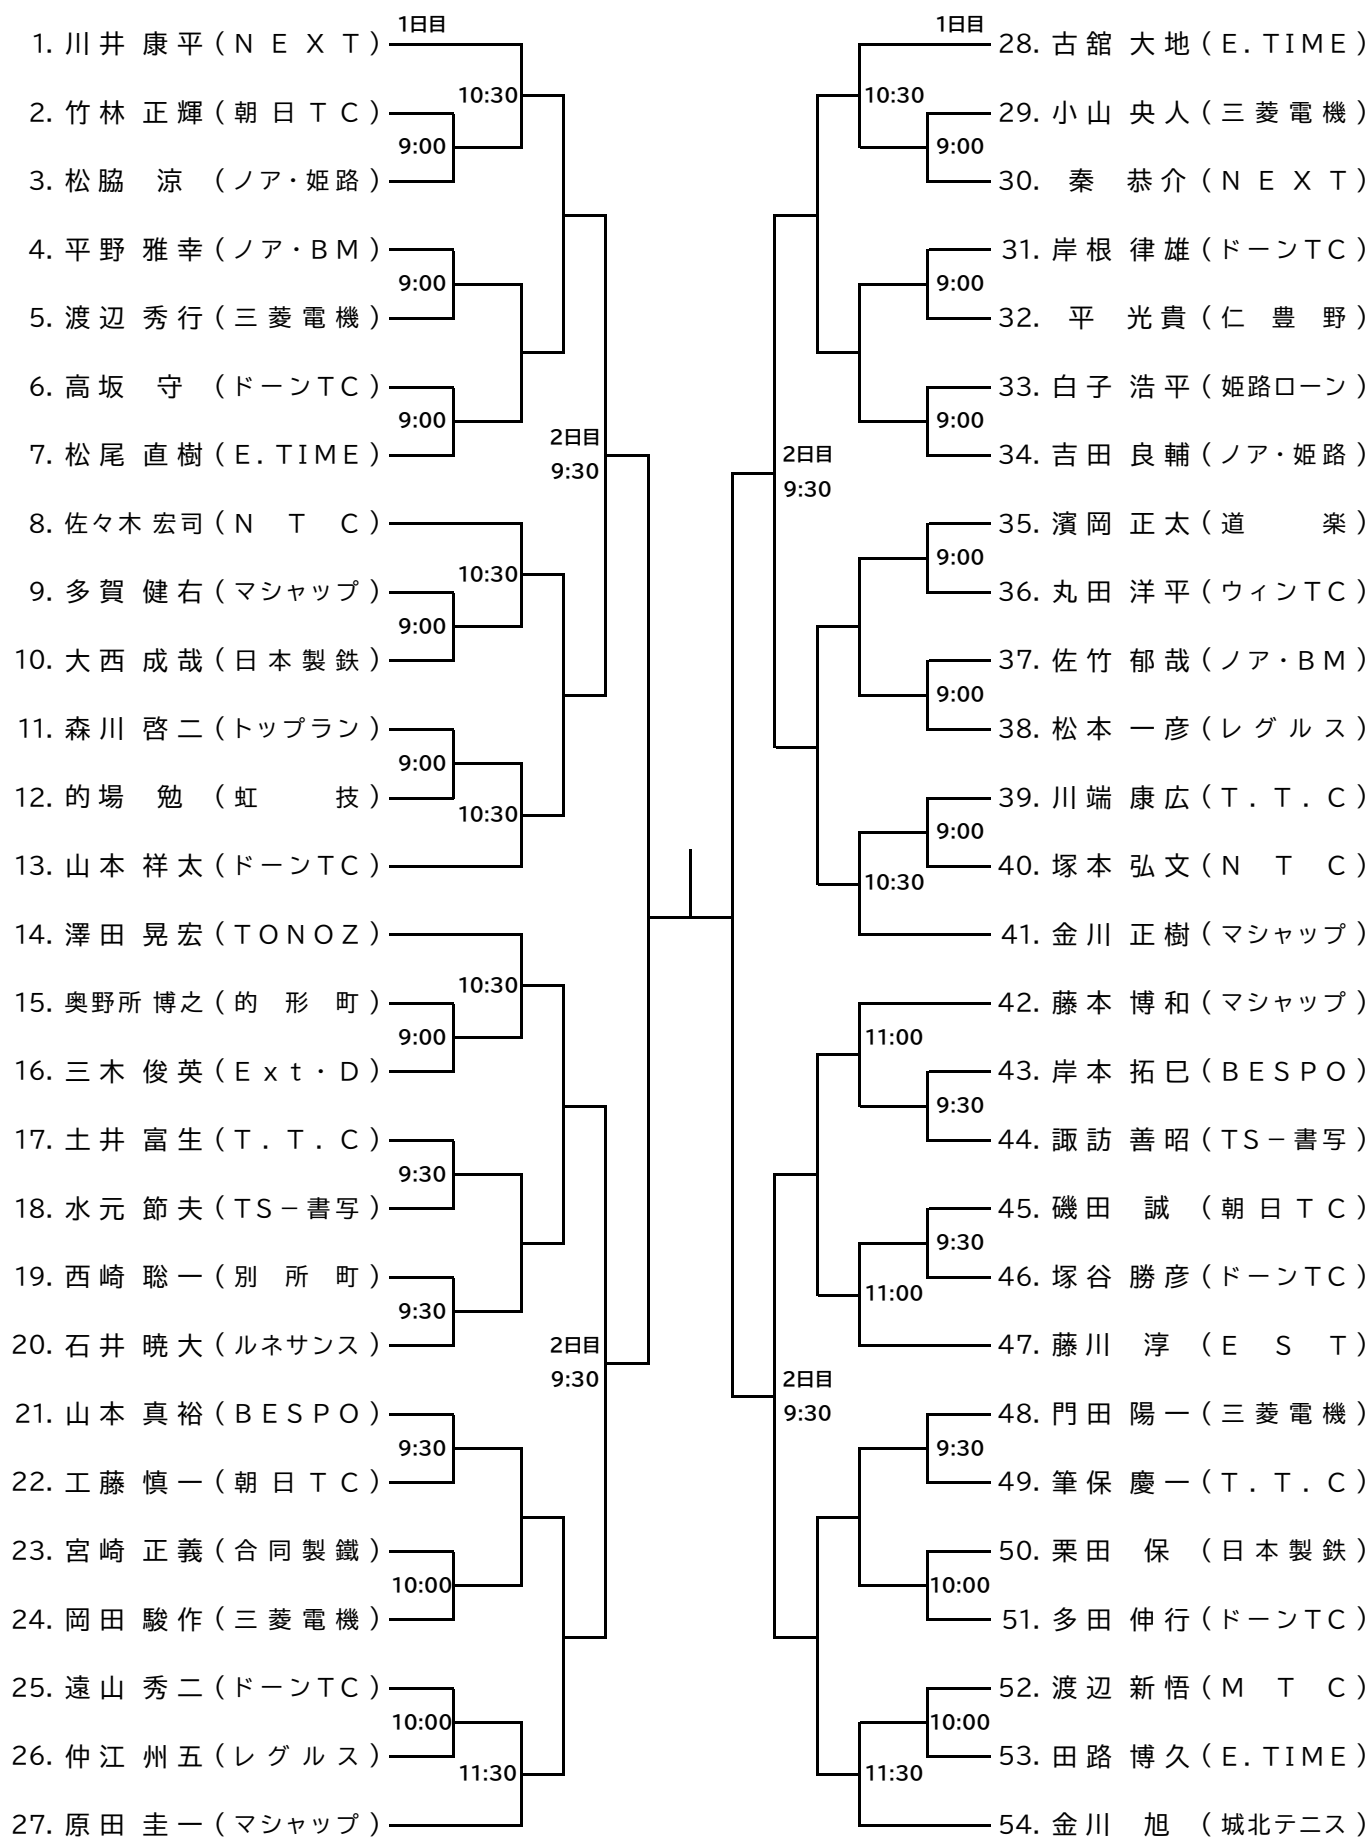 1日目
1. 川井 康平 (NEXT)
10:30
2. 竹林 正輝 (朝日TC)
9:00
3. 松脇 涼 (ノア・姫路)
4. 平野 雅幸 (ノア・BM)
9:00
5. 渡辺 秀行 (三菱電機)
6. 高坂 守 (ドーンTC)
9:00
7. 松尾 直樹 (E.TIME)
2日目
9:30
8. 佐々木 宏司 (NTC)
10:30
9. 多賀 健右 (マシャップ)
9:00
10. 大西 成哉 (日本製鉄)
11. 森川 啓二 (トップラン)
9:00
12. 的場 勉 (虹技)
10:30
13. 山本 祥太 (ドーンTC)
14. 澤田 晃宏 (TONOZ)
10:30
15. 奥野所 博之 (的形町)
9:00
16. 三木 俊英 (Ext・D)
17. 土井 富生 (T.T.C)
9:30
18. 水元 節夫 (TS－書写)
19. 西崎 聡一 (別所町)
9:30
20. 石井 暁大 (ルネサンス)
2日目
9:30
21. 山本 真裕 (BESPO)
9:30
22. 工藤 慎一 (朝日TC)
23. 宮崎 正義 (合同製鐵)
10:00
24. 岡田 駿作 (三菱電機)
25. 遠山 秀二 (ドーンTC)
10:00
26. 仲江 州五 (レグルス)
11:30
27. 原田 圭一 (マシャップ)
1日目
28. 古舘 大地 (E.TIME)
10:30
29. 小山 央人 (三菱電機)
9:00
30. 秦 恭介 (NEXT)
31. 岸根 律雄 (ドーンTC)
9:00
32. 平 光貴 (仁豊野)
33. 白子 浩平 (姫路ローン)
9:00
34. 吉田 良輔 (ノア・姫路)
2日目
9:30
35. 濱岡 正太 (道楽)
9:00
36. 丸田 洋平 (ウィンTC)
37. 佐竹 郁哉 (ノア・BM)
9:00
38. 松本 一彦 (レグルス)
39. 川端 康広 (T.T.C)
9:00
40. 塚本 弘文 (NTC)
10:30
41. 金川 正樹 (マシャップ)
42. 藤本 博和 (マシャップ)
11:00
43. 岸本 拓巳 (BESPO)
9:30
44. 諏訪 善昭 (TS－書写)
45. 磯田 誠 (朝日TC)
9:30
46. 塚谷 勝彦 (ドーンTC)
11:00
47. 藤川 淳 (EST)
2日目
9:30
48. 門田 陽一 (三菱電機)
9:30
49. 筆保 慶一 (T.T.C)
50. 栗田 保 (日本製鉄)
10:00
51. 多田 伸行 (ドーンTC)
52. 渡辺 新悟 (MTC)
10:00
53. 田路 博久 (E.TIME)
11:30
54. 金川 旭 (城北テニス)